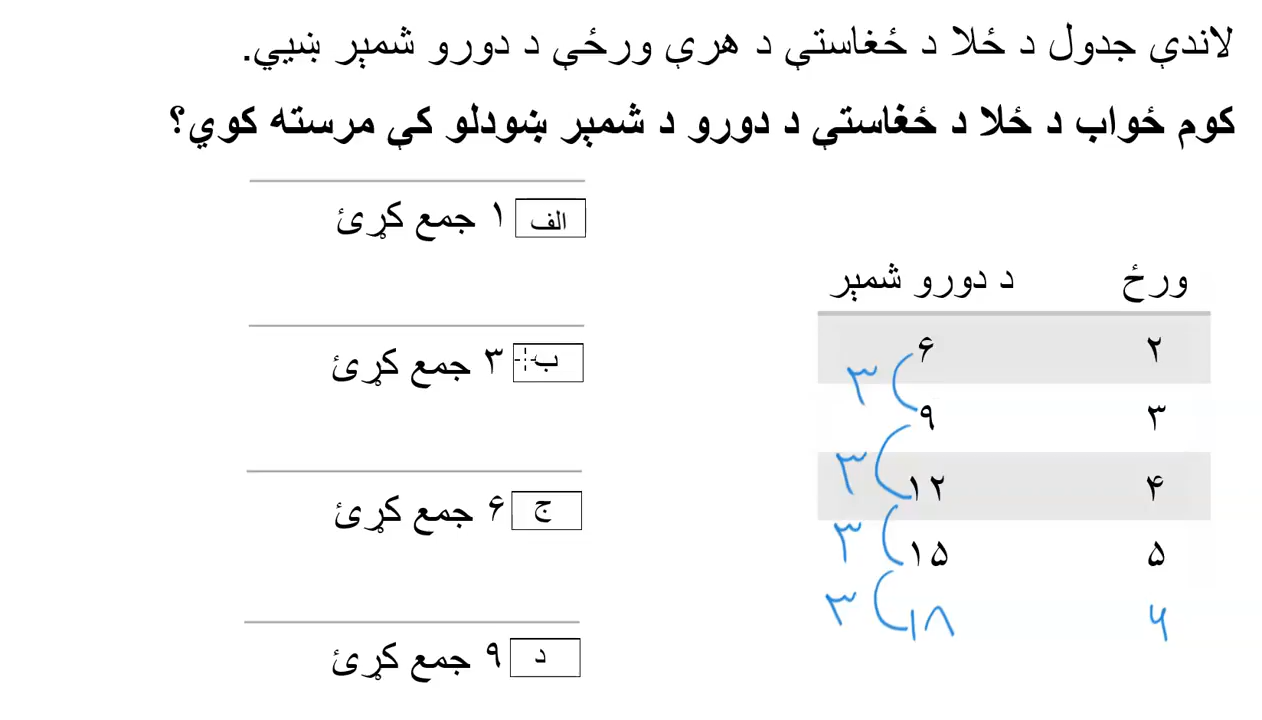 لاندې جدول د ځلا د ځغاستې د هرې ورځې د دورو شمېر ښيي.
کوم ځواب د ځلا د ځغاستې د دورو د شمېر ښودلو کې مرسته کوي؟
الف ۱ جمع کړئ
ب ۳ جمع کړئ
ج ۶ جمع کړئ
د ۹ جمع کړئ
ورځ د دورو شمېر
۲ ۶
۳
۳ ۹
۳
۴ ۱۲
۳
۵ ۱۵
۳
۶ ۱۸